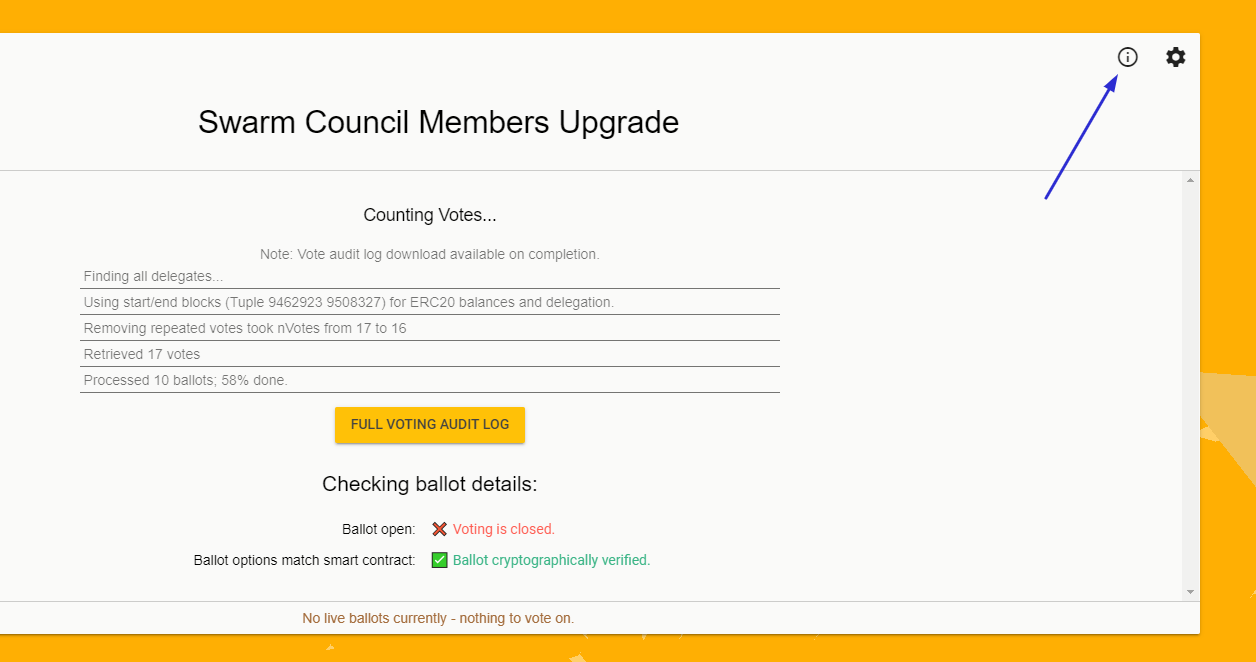 Swarm Council Members Upgrade
Counting Votes...
Note: Vote audit log download available on completion.
Finding all delegates...
Using start/end blocks (Tuple 9462923 9508327) for ERC20 balances and delegation.
Removing repeated votes took nVotes from 17 to 16
Retrieved 17 votes
Processed 10 ballots; 58% done.
FULL VOTING AUDIT LOG
Checking ballot details:
Ballot open: ❌ Voting is closed.
Ballot options match smart contract: ✅ Ballot cryptographically verified.
No live ballots currently - nothing to vote on.